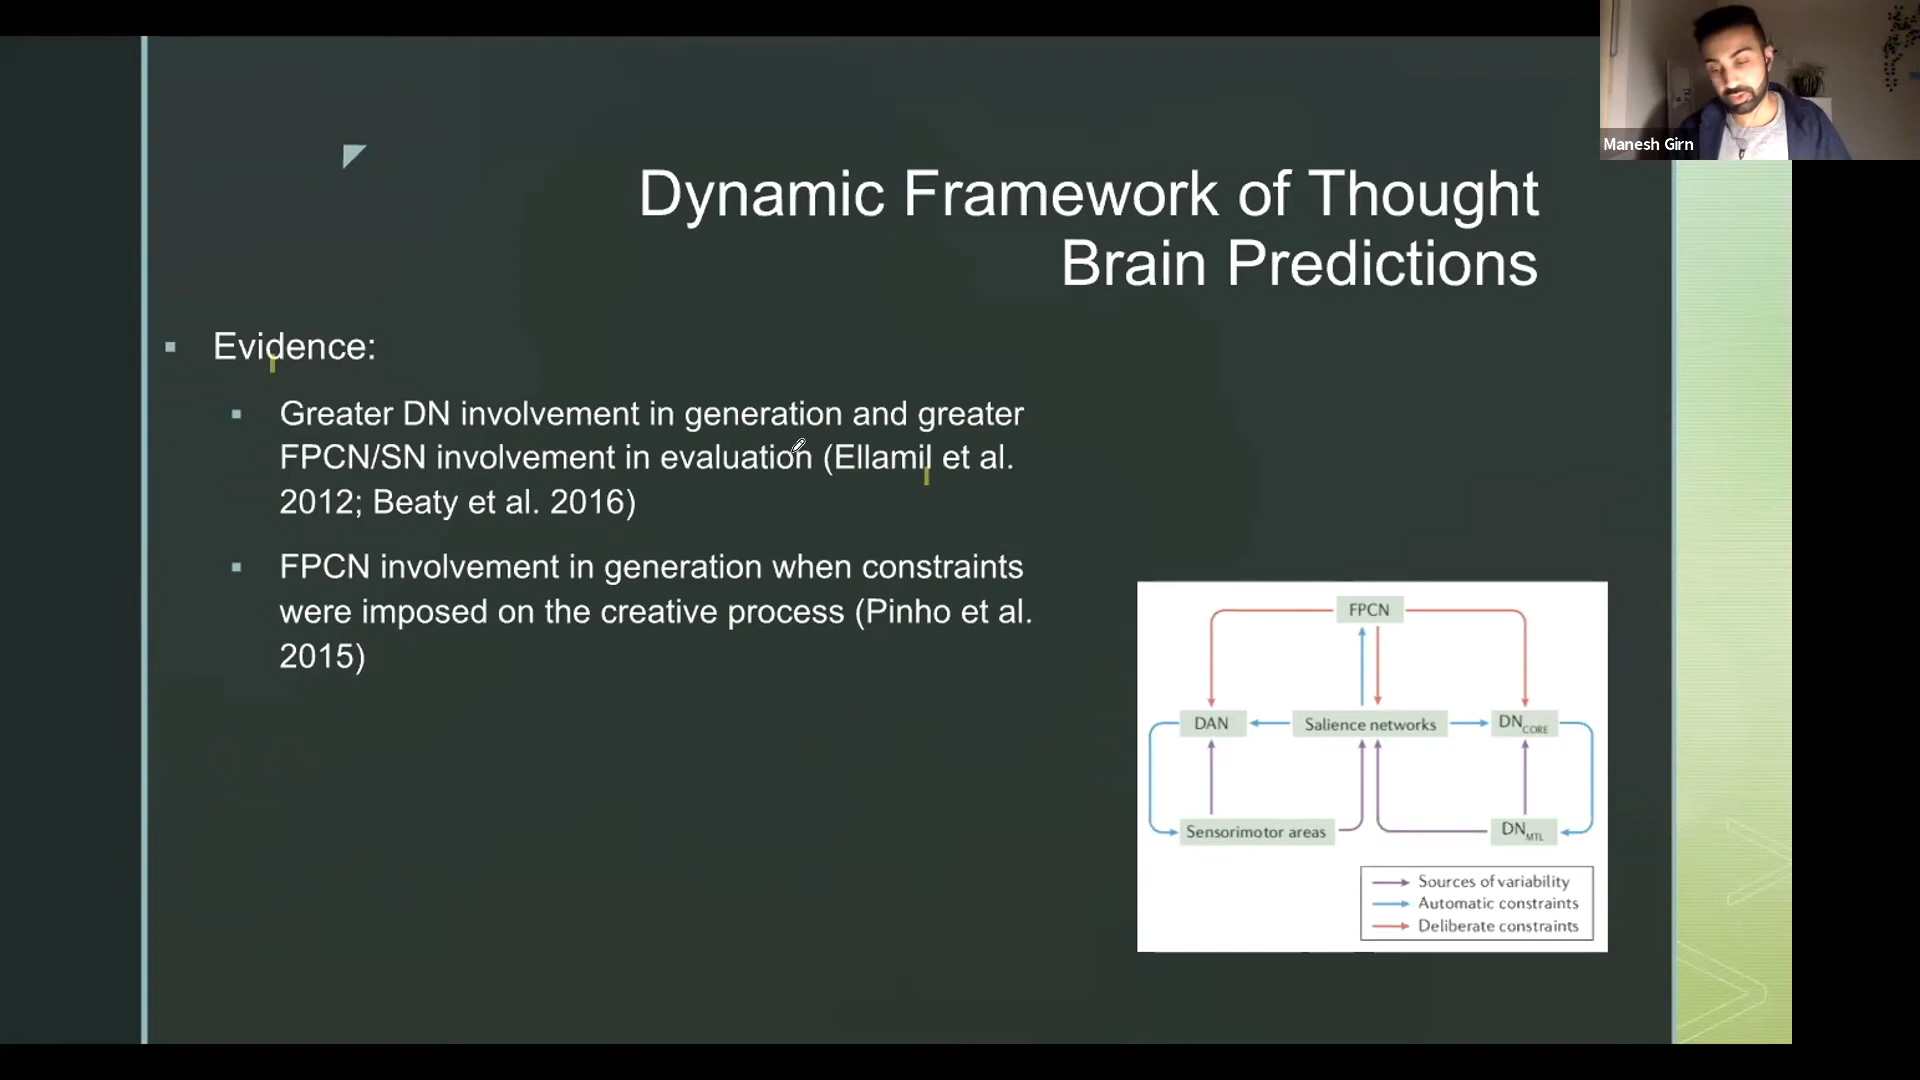 Manesh Girn
Dynamic Framework of Thought
Brain Predictions
Evidence:
Greater DN involvement in generation and greater
FPCN/SN involvement in evaluation (Ellamil et al.
2012; Beaty et al. 2016)
FPCN involvement in generation when constraints
were imposed on the creative process (Pinho et al.
2015)
FPCN
DAN
Salience networks
DN CORE
Sensorimotor areas
DN MTL
Sources of variability
Automatic constraints
Deliberate constraints